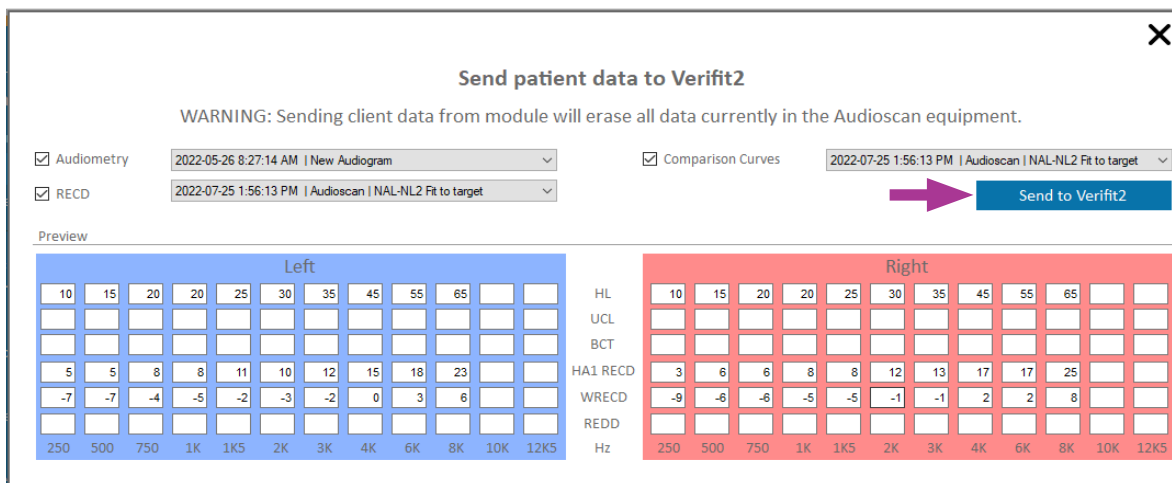 Send patient data to Verifit2
WARNING: Sending client data from module will erase all data currently in the Audioscan equipment.
Audiometry 2022-05-26 8:27:14 AM | New Audiogram Comparison Curves 2022-07-25 1:56:13 PM | Audioscan | NAL-NL2 Fit to target
RECD 2022-07-25 1:56:13 PM | Audioscan | NAL-NL2 Fit to target Send to Verifit2
Preview
Left Right
10 15 20 20 25 30 35 45 55 65 HL 10 15 20 20 25 30 35 45 55 65
UCL
BCT
5 5 8 8 11 10 12 15 18 23 HA1 RECD 3 6 6 8 8 12 13 17 17 25
-7 -7 -4 -5 -2 -3 -2 0 3 6 WRECD -9 -6 -6 -5 -5 -1 -1 2 2 8
REDD
250 500 750 1K 1K5 2K 3K 4K 6K 8K 10K 12K5 Hz 250 500 750 1K 1K5 2K 3K 4K 6K 8K 10K 12K5